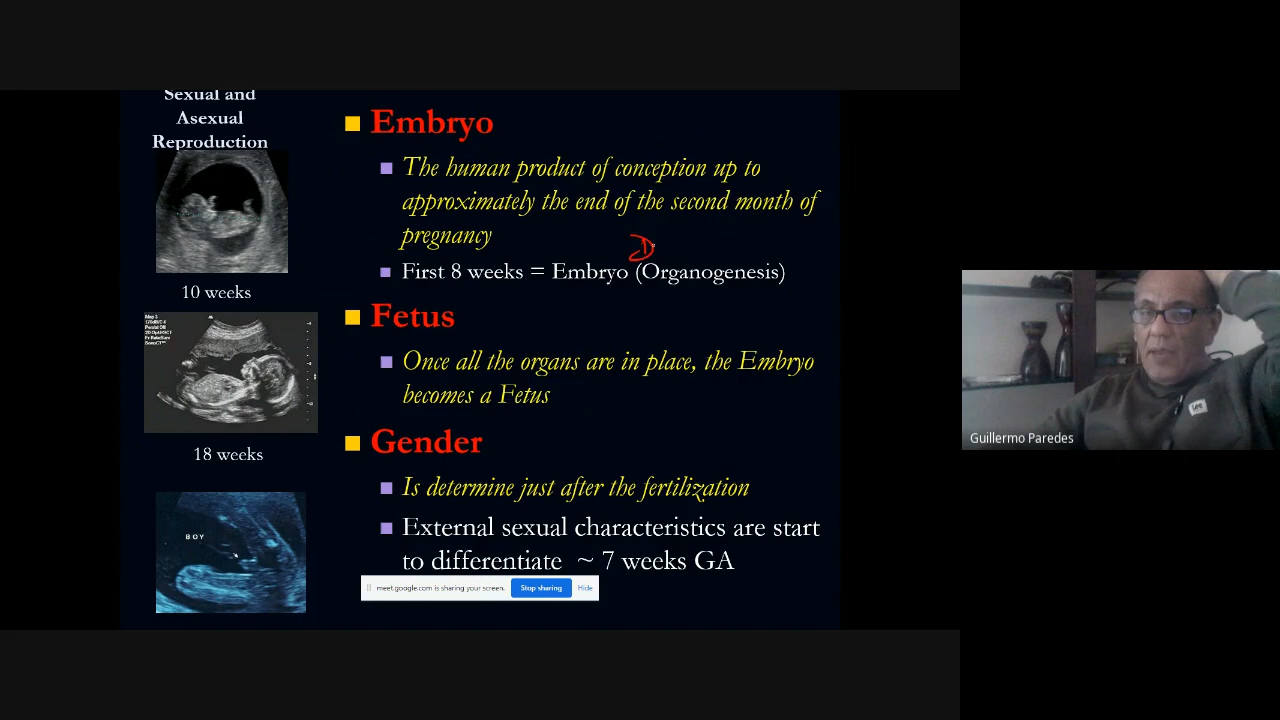 Sexual and
Asexual
Reproduction
10 weeks
18 weeks
BOY
Embryo
The human product of conception up to
approximately the end of the second month of
pregnancy
First 8 weeks = Embryo (Organogenesis)
Fetus
Once all the organs are in place, the Embryo
becomes a Fetus
Gender
Is determine just after the fertilization
External sexual characteristics are start
to differentiate ~ 7 weeks GA
meet.google.com is sharing your screen.
Stop sharing
Hide
Lee
Guillermo Paredes